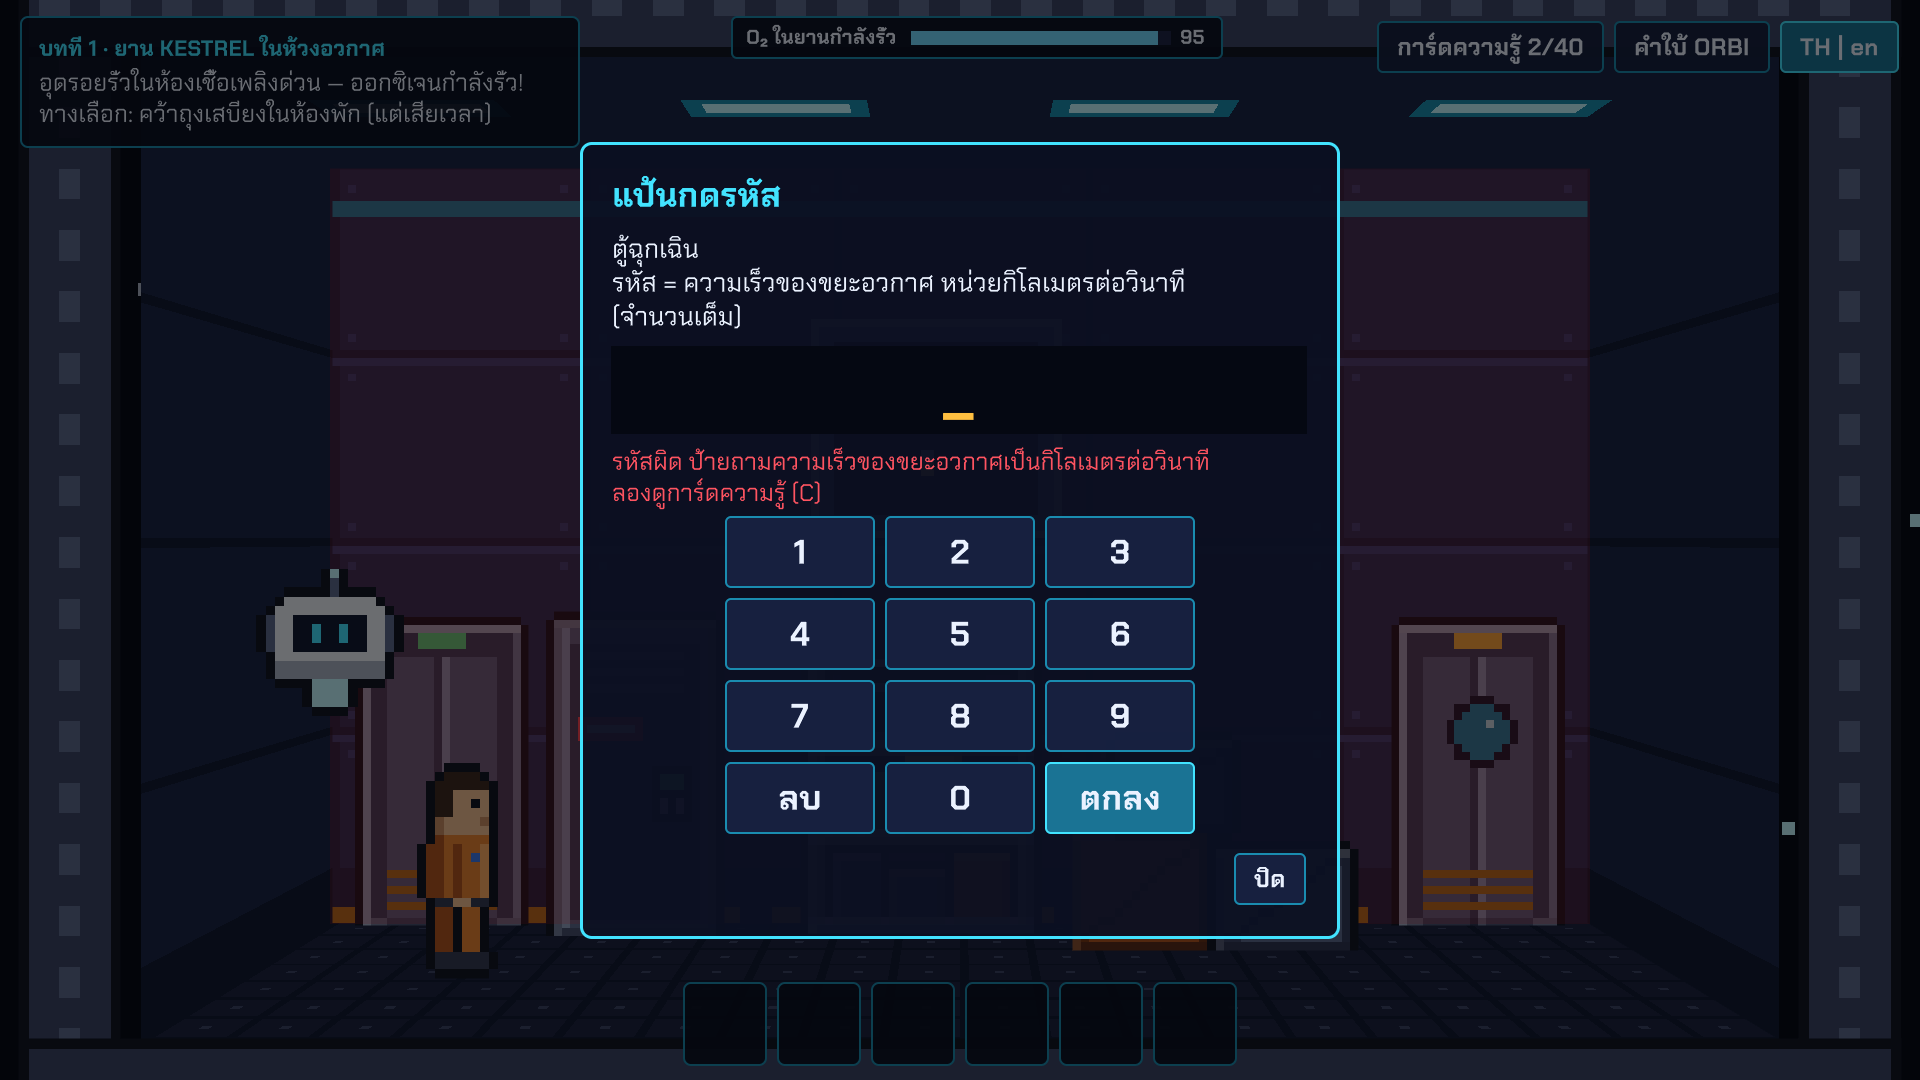 บทที่ 1 · ยาน KESTREL ในห้วงอวกาศ
อุดรอยรั่วในห้องเชื้อเพลิงด่วน — ออกซิเจนกำลังรั่ว!
ทางเลือก: คว้าถุงเสบียงในห้องพัก (แต่เสียเวลา)
O₂ ในยานกำลังรั่ว 95
การ์ดความรู้ 2/40
คำใบ้ ORBI
TH | en
แป้นกดรหัส
ตู้ฉุกเฉิน
รหัส = ความเร็วของขยะอวกาศ หน่วยกิโลเมตรต่อวินาที
(จำนวนเต็ม)
รหัสผิด ป้ายถามความเร็วของขยะอวกาศเป็นกิโลเมตรต่อวินาที
ลองดูการ์ดความรู้ (C)
1 2 3
4 5 6
7 8 9
ลบ 0 ตกลง
ปิด